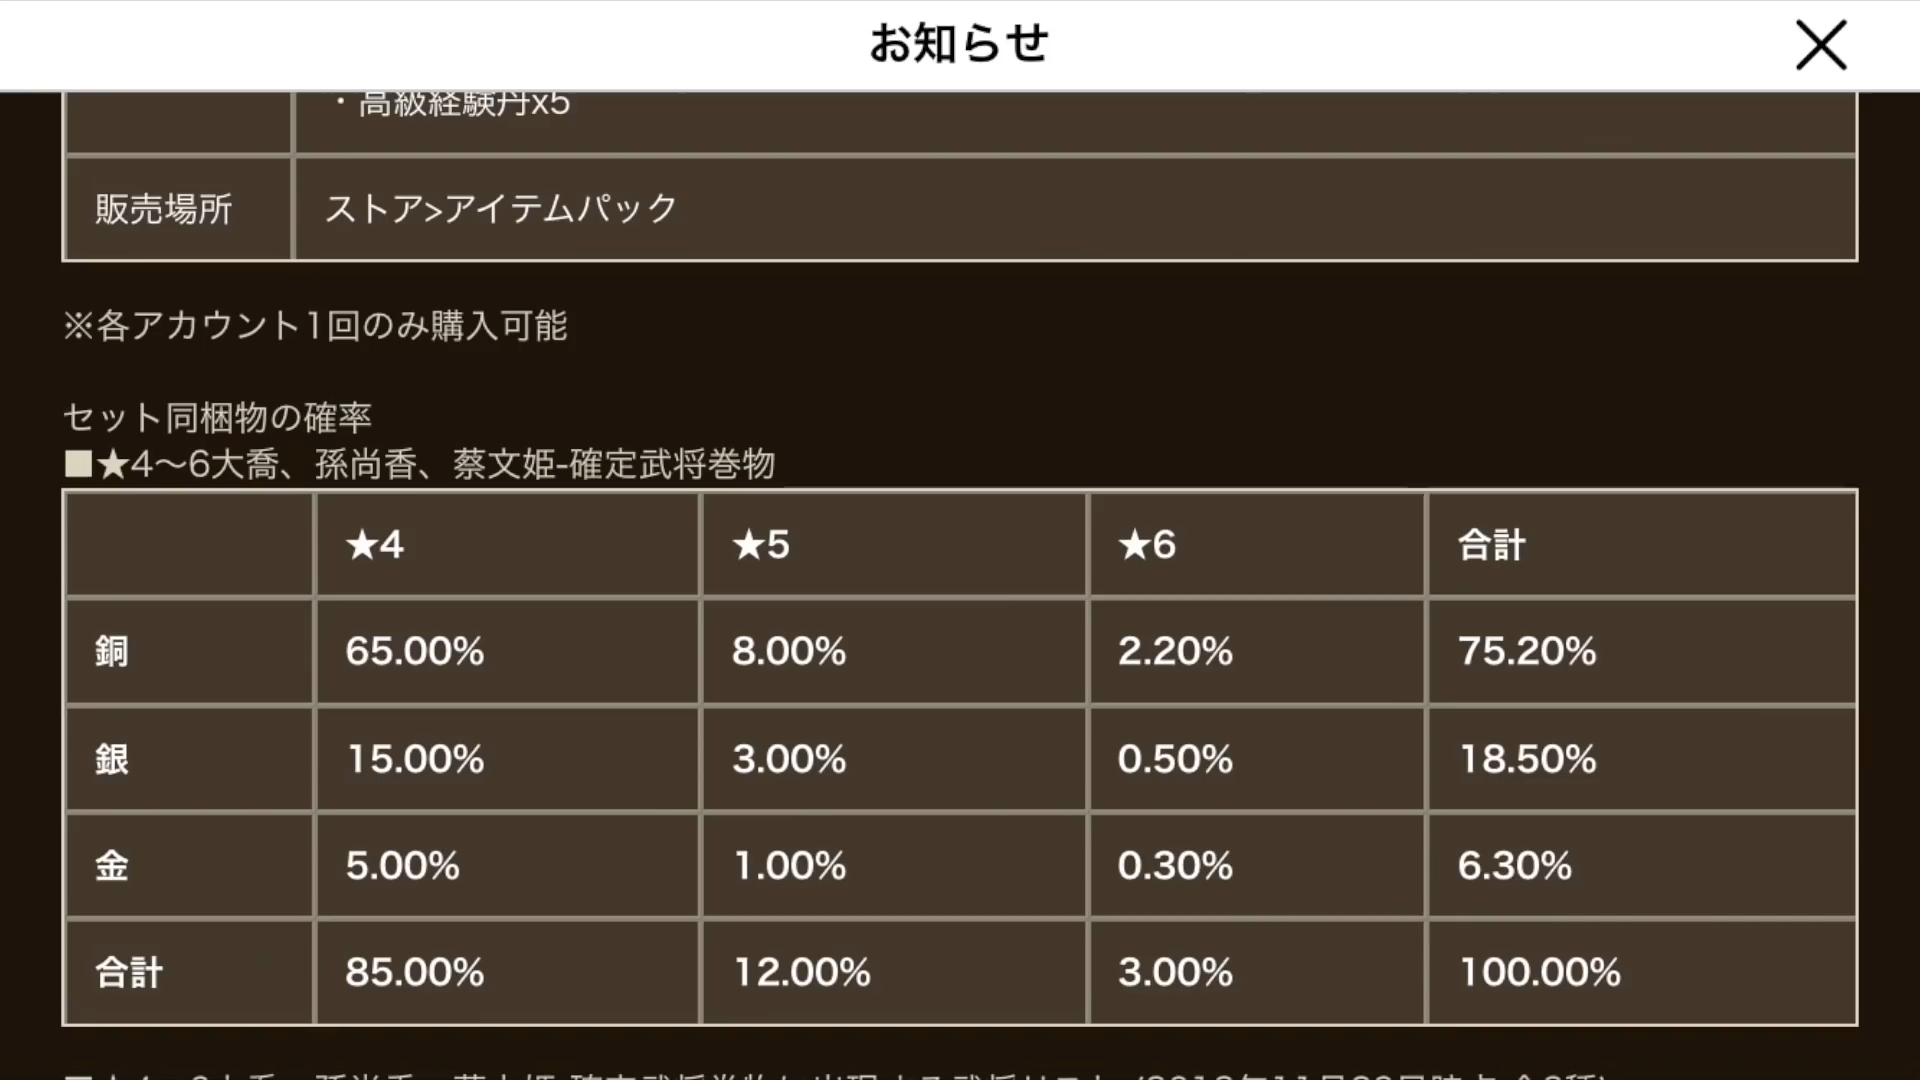 お知らせ
・高級経験丹x5
販売場所 ストア>アイテムパック
※各アカウント1回のみ購入可能
セット同梱物の確率
■★4〜6大喬、孫尚香、蔡文姫-確定武将巻物
★4 ★5 ★6 合計
銅 65.00% 8.00% 2.20% 75.20%
銀 15.00% 3.00% 0.50% 18.50%
金 5.00% 1.00% 0.30% 6.30%
合計 85.00% 12.00% 3.00% 100.00%